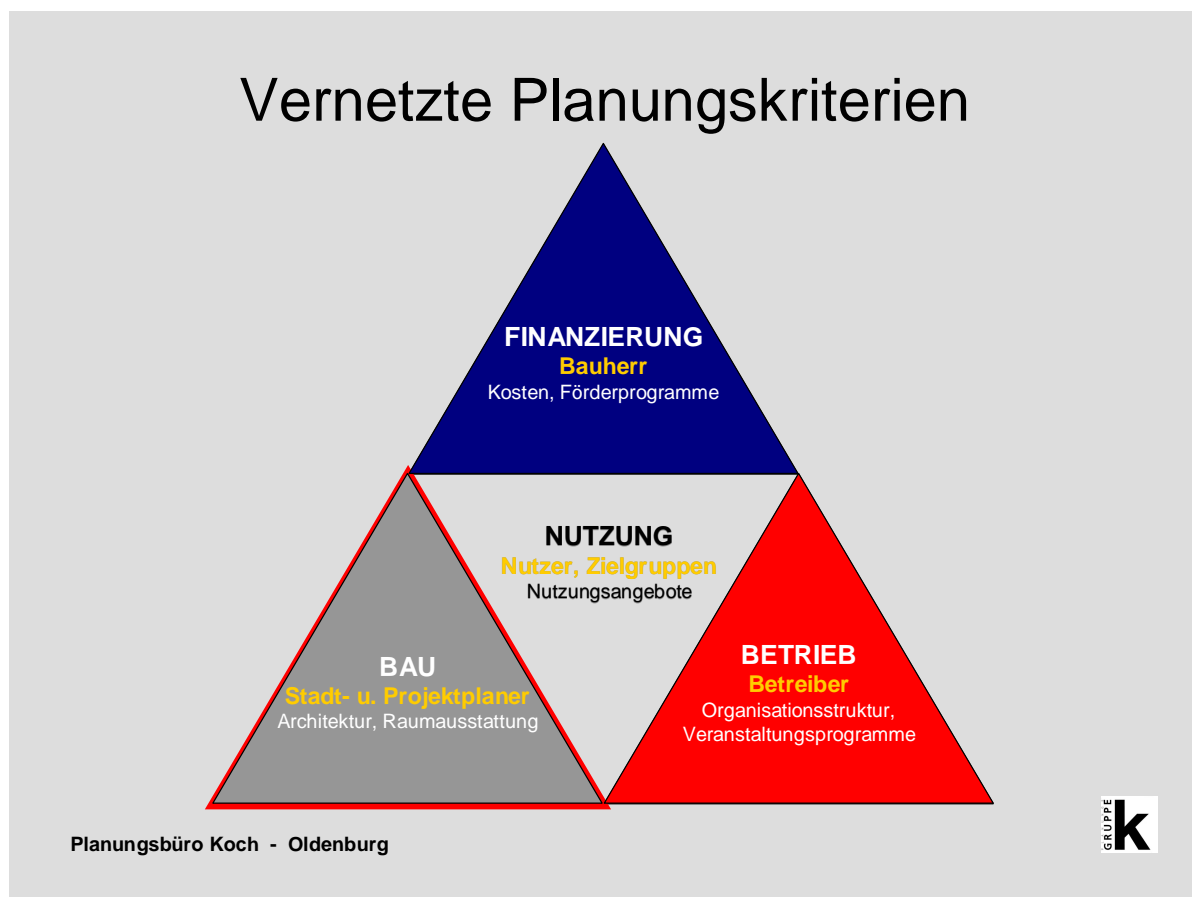 Vernetzte Planungskriterien
FINANZIERUNG
Bauherr
Kosten, Förderprogramme
NUTZUNG
Nutzer, Zielgruppen
Nutzungsangebote
BAU
Stadt- u. Projektplaner
Architektur, Raumausstattung
BETRIEB
Betreiber
Organisationsstruktur,
Veranstaltungsprogramme
Planungsbüro Koch - Oldenburg
GRUPPE
k